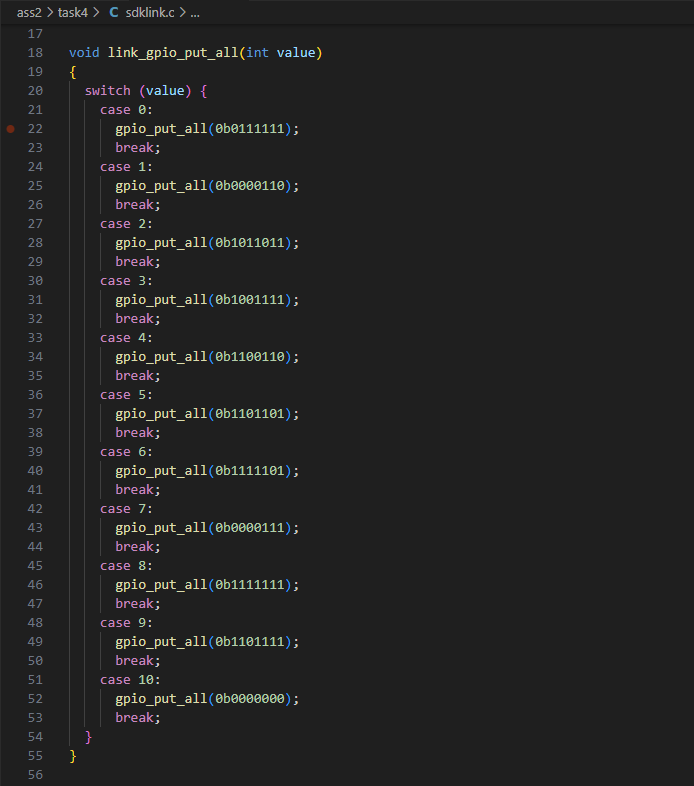 ass2 > task4 > C sdklink.c > ...
17
18 void link_gpio_put_all(int value)
19 {
20   switch (value) {
21     case 0:
22       gpio_put_all(0b0111111);
23       break;
24     case 1:
25       gpio_put_all(0b0000110);
26       break;
27     case 2:
28       gpio_put_all(0b1011011);
29       break;
30     case 3:
31       gpio_put_all(0b1001111);
32       break;
33     case 4:
34       gpio_put_all(0b1100110);
35       break;
36     case 5:
37       gpio_put_all(0b1101101);
38       break;
39     case 6:
40       gpio_put_all(0b1111101);
41       break;
42     case 7:
43       gpio_put_all(0b0000111);
44       break;
45     case 8:
46       gpio_put_all(0b1111111);
47       break;
48     case 9:
49       gpio_put_all(0b1101111);
50       break;
51     case 10:
52       gpio_put_all(0b0000000);
53       break;
54   }
55 }
56